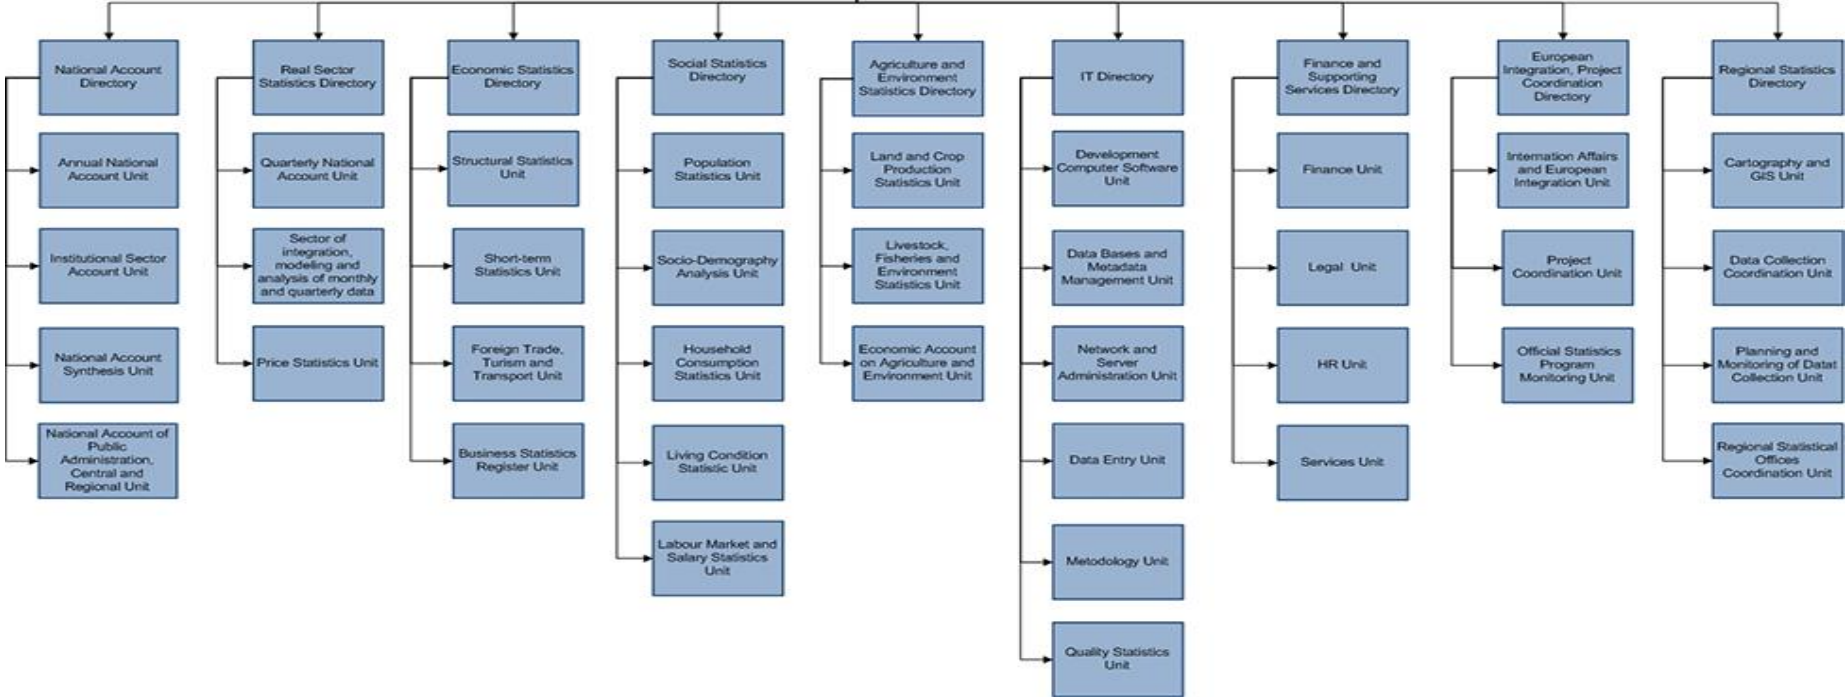 National Account
Directory
Annual National
Account Unit
Institutional Sector
Account Unit
National Account
Synthesis Unit
National Account of
Public
Administration,
Central and
Regional Unit
Real Sector
Statistics Directory
Quarterly National
Account Unit
Sector of
integration,
modeling and
analysis of monthly
and quarterly data
Price Statistics Unit
Economic Statistics
Directory
Structural Statistics
Unit
Short-term
Statistics Unit
Foreign Trade,
Turism and
Transport Unit
Business Statistics
Register Unit
Social Statistics
Directory
Population
Statistics Unit
Socio-Demography
Analysis Unit
Household
Consumption
Statistics Unit
Living Condition
Statistic Unit
Labour Market and
Salary Statistics
Unit
Agriculture and
Environment
Statistics Directory
Land and Crop
Production
Statistics Unit
Livestock,
Fisheries and
Environment
Statistics Unit
Economic Account
on Agriculture and
Environment Unit
IT Directory
Development
Computer Software
Unit
Data Bases and
Metadata
Management Unit
Network and
Server
Administration Unit
Data Entry Unit
Metodology Unit
Quality Statistics
Unit
Finance and
Supporting
Services Directory
Finance Unit
Legal Unit
HR Unit
Services Unit
European
Integration, Project
Coordination
Directory
Internation Affairs
and European
Integration Unit
Project
Coordination Unit
Official Statistics
Program
Monitoring Unit
Regional Statistics
Directory
Cartography and
GIS Unit
Data Collection
Coordination Unit
Planning and
Monitoring of Datat
Collection Unit
Regional Statistical
Offices
Coordination Unit